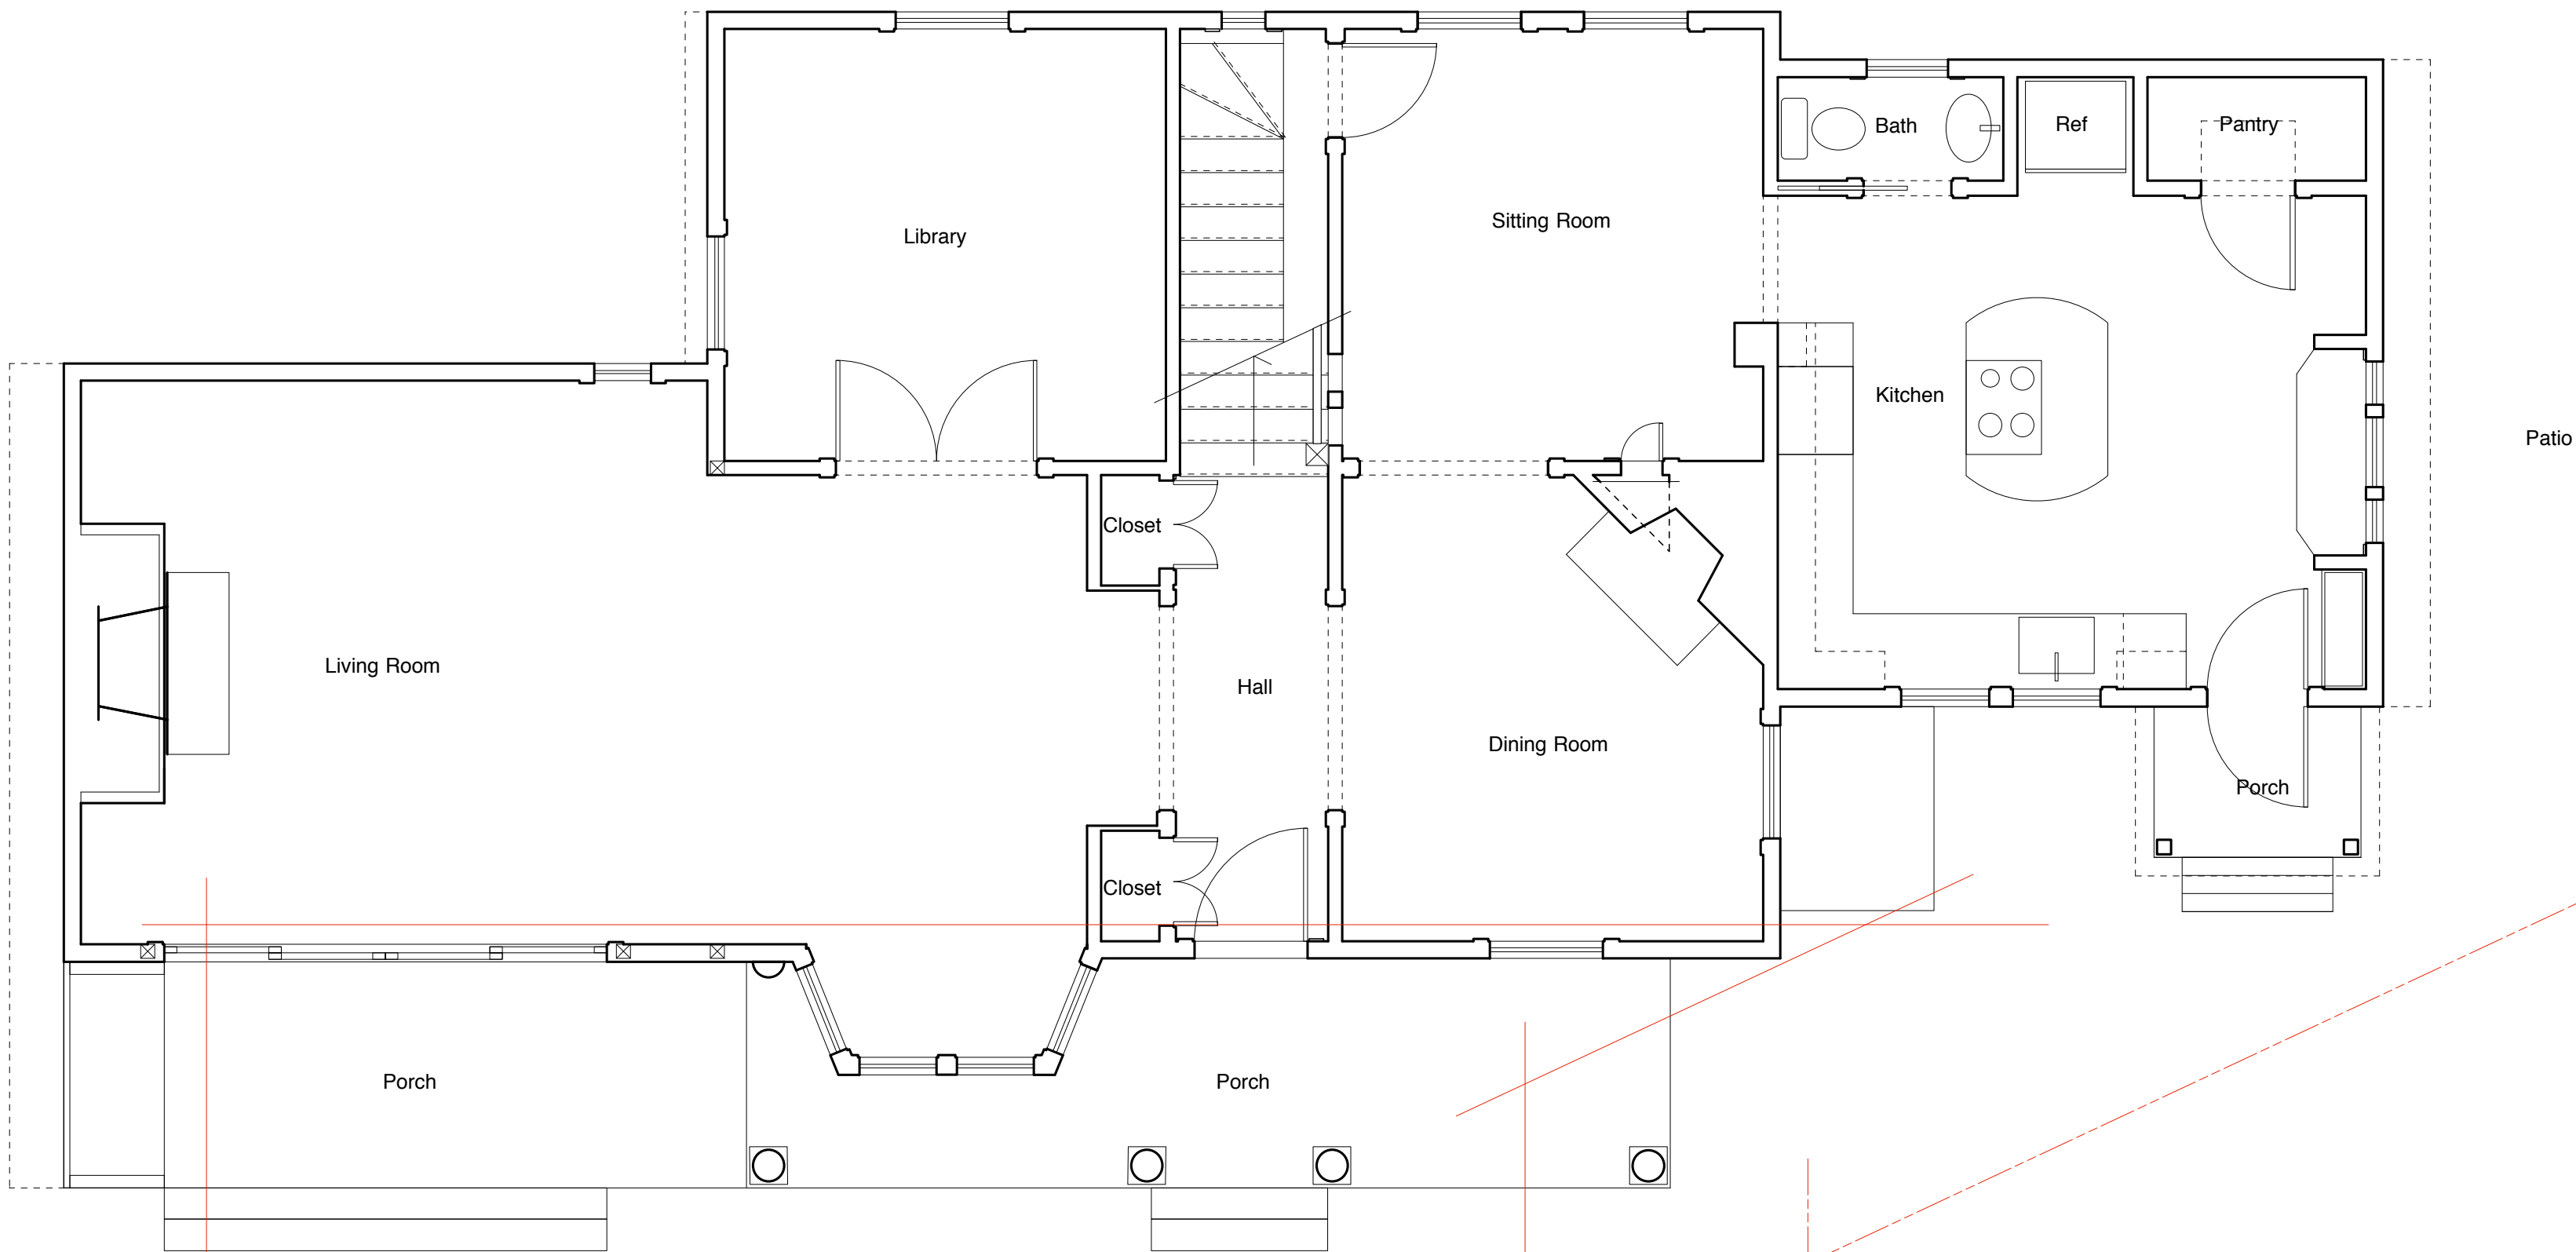 Bath
Ref
Pantry
Library
Sitting Room
Kitchen
Patio
Closet
Living Room
Hall
Dining Room
Porch
Closet
Porch
Porch